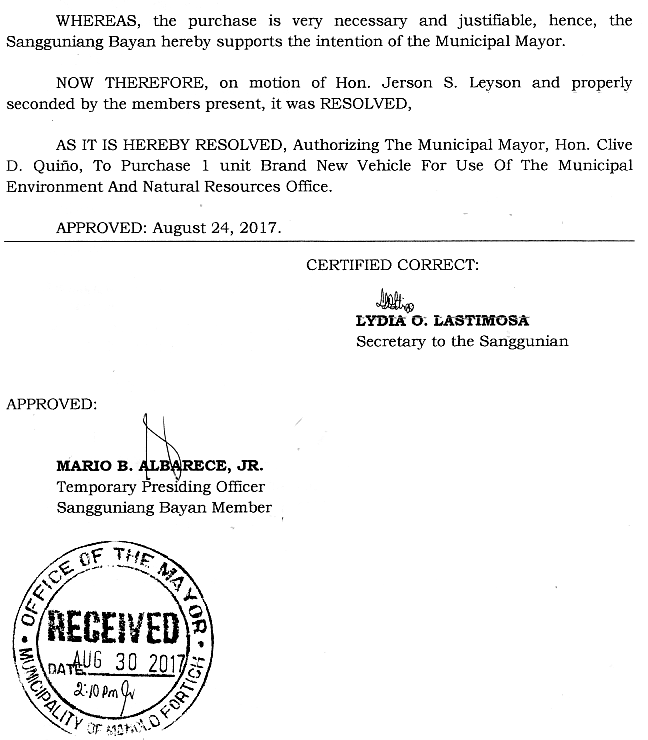 WHEREAS, the purchase is very necessary and justifiable, hence, the
Sangguniang Bayan hereby supports the intention of the Municipal Mayor.
NOW THEREFORE, on motion of Hon. Jerson S. Leyson and properly
seconded by the members present, it was RESOLVED,
AS IT IS HEREBY RESOLVED, Authorizing The Municipal Mayor, Hon. Clive
D. Quiño, To Purchase 1 unit Brand New Vehicle For Use Of The Municipal
Environment And Natural Resources Office.
APPROVED: August 24, 2017.
CERTIFIED CORRECT:
LYDIA O. LASTIMOSA
Secretary to the Sanggunian
APPROVED:
MARIO B. ALBARECE, JR.
Temporary Presiding Officer
Sangguniang Bayan Member
OFFICE OF THE MAYOR
RECEIVED
DATE AUG 30 2017
2:10 pm
MUNICIPALITY OF MANOLO FORTICH